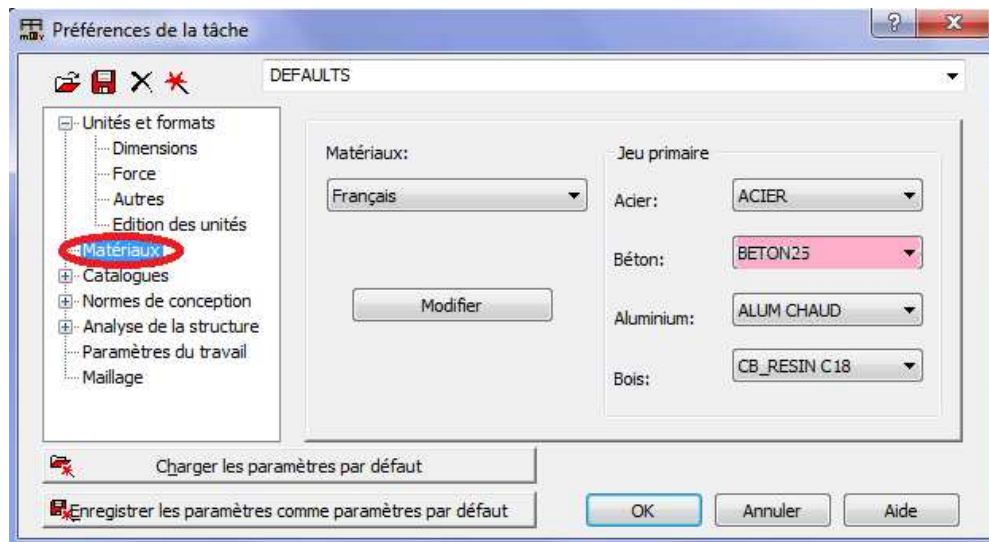 Préférences de la tâche
DEFAULTS
Unités et formats
Dimensions
Force
Autres
Edition des unités
Matériaux
Catalogues
Normes de conception
Analyse de la structure
Paramètres du travail
Maillage
Matériaux:
Français
Modifier
Jeu primaire
Acier:
ACIER
Béton:
BETON25
Aluminium:
ALUM CHAUD
Bois:
CB_RESIN C18
Charger les paramètres par défaut
Enregistrer les paramètres comme paramètres par défaut
OK
Annuler
Aide